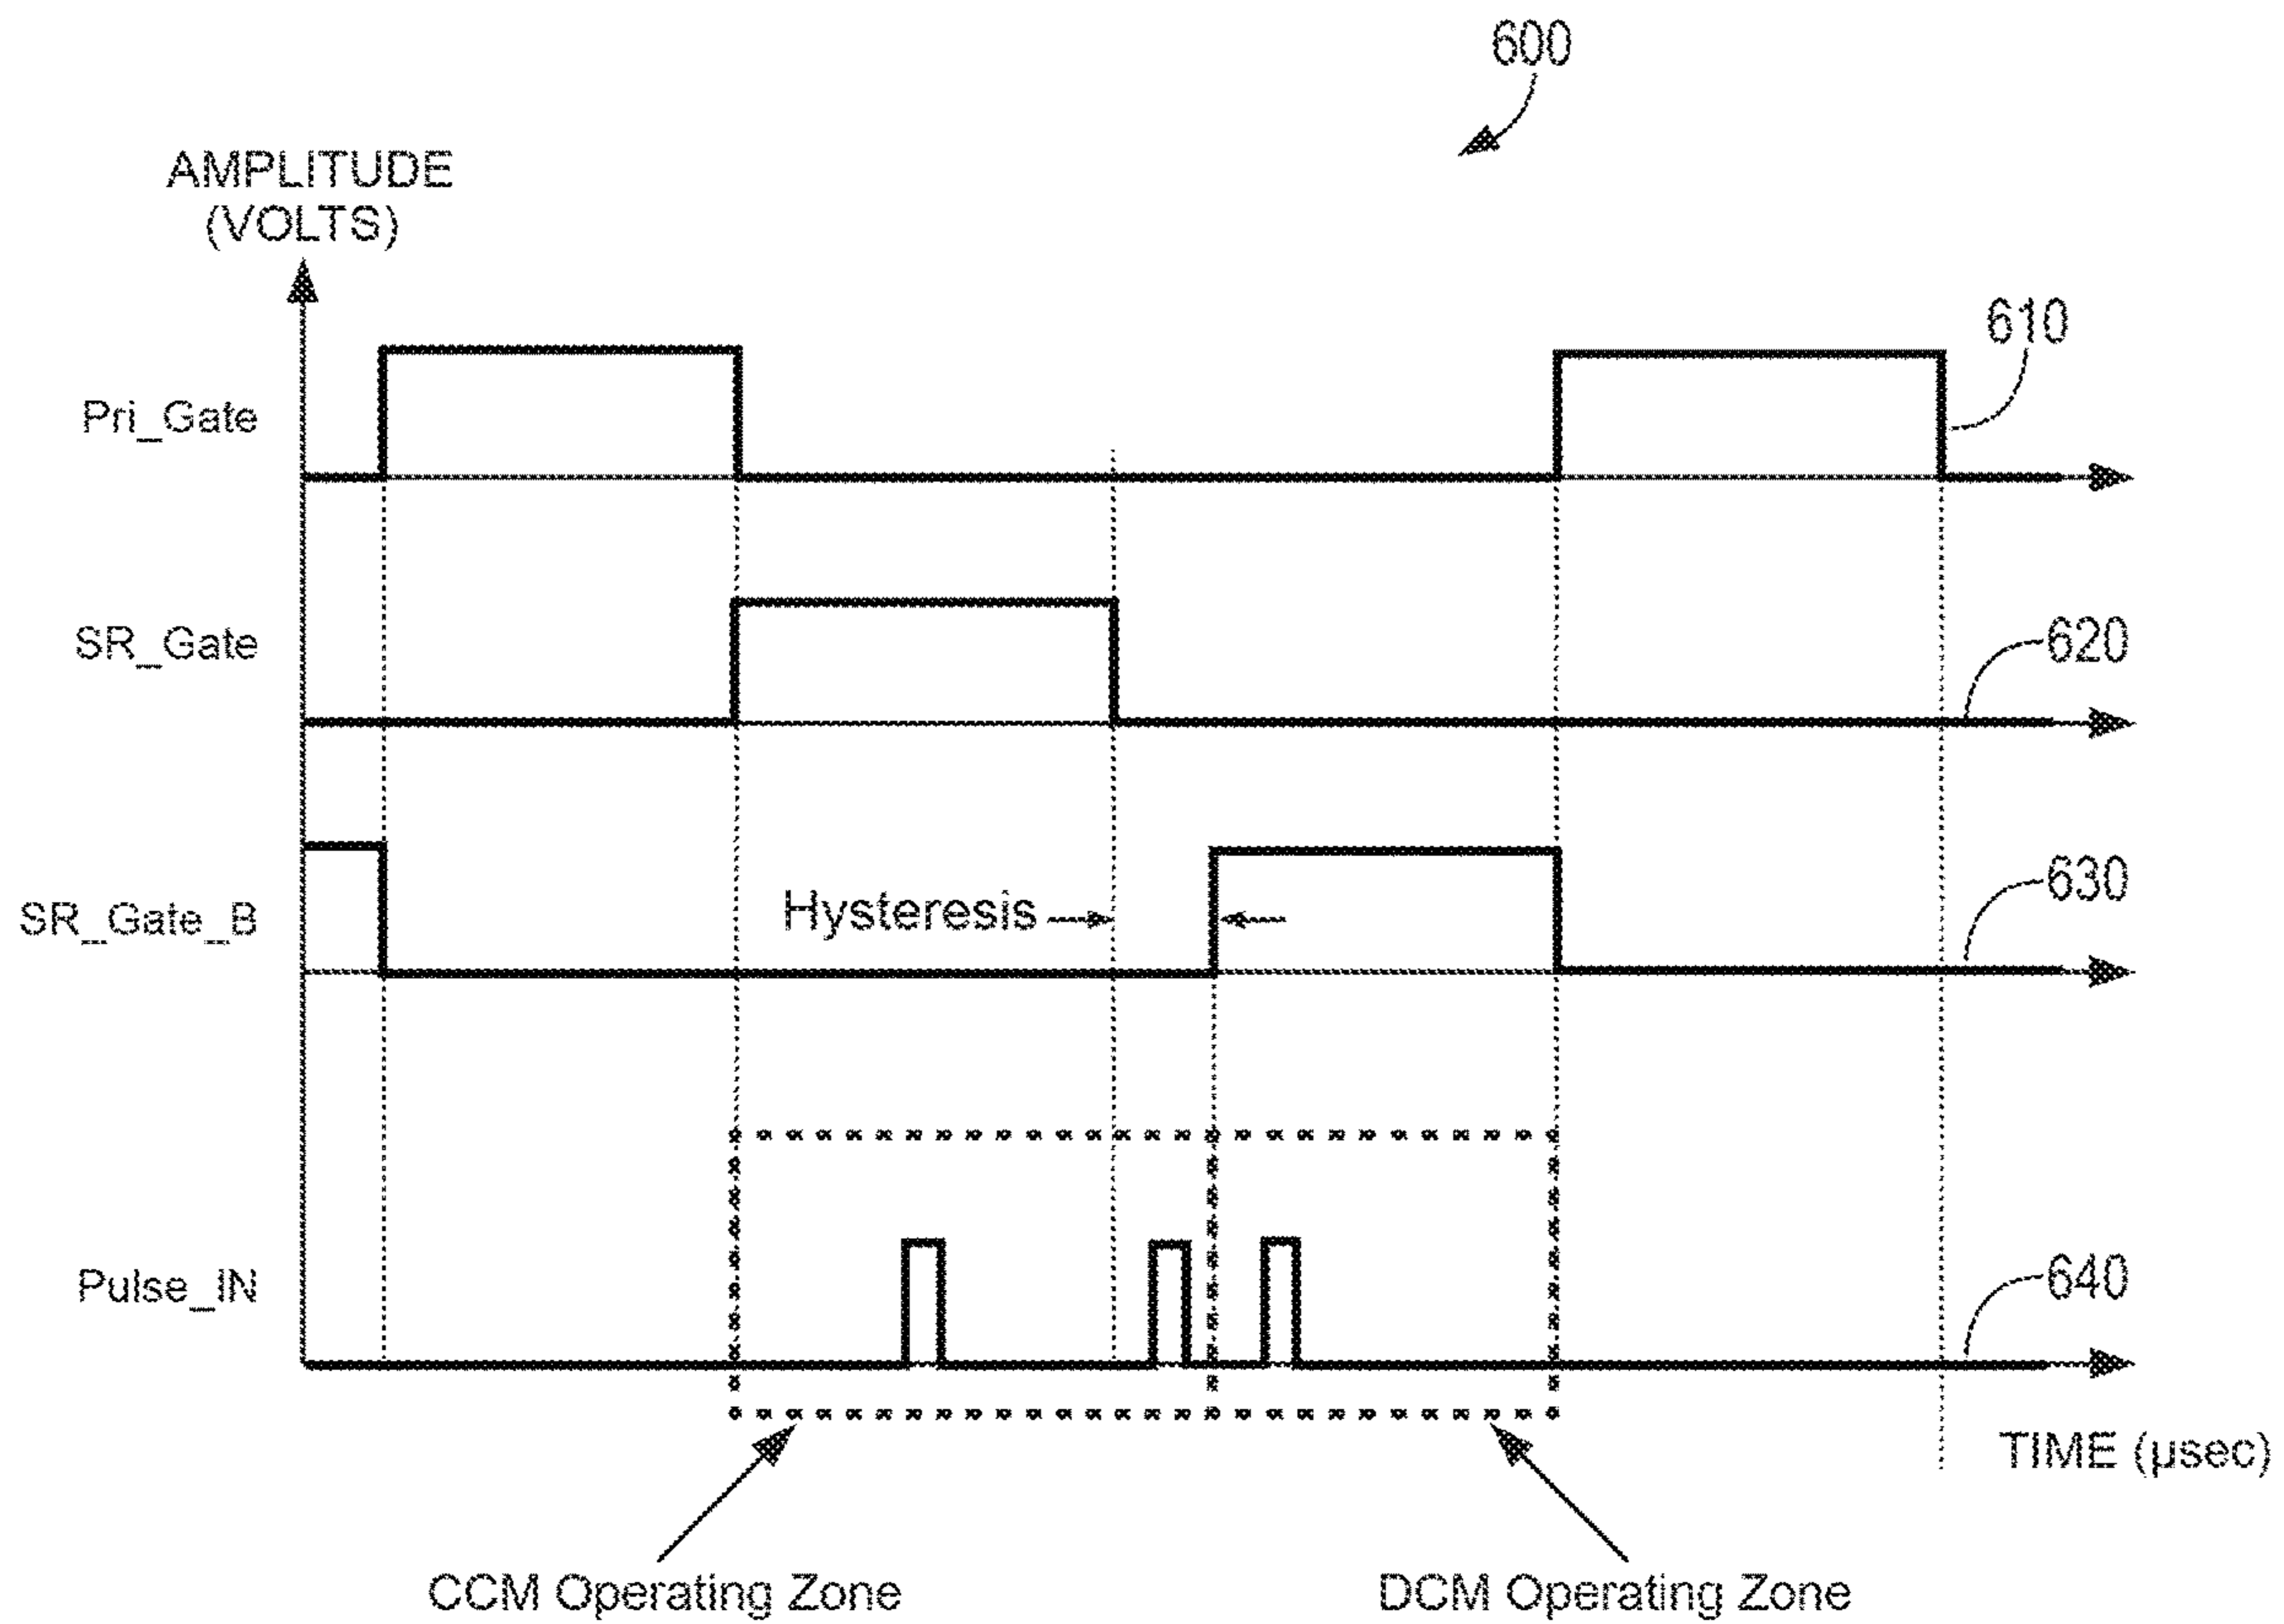 600
AMPLITUDE
(VOLTS)
610
Pri_Gate
SR_Gate
620
SR_Gate_B
Hysteresis
630
Pulse_IN
640
TIME (µsec)
CCM Operating Zone
DCM Operating Zone